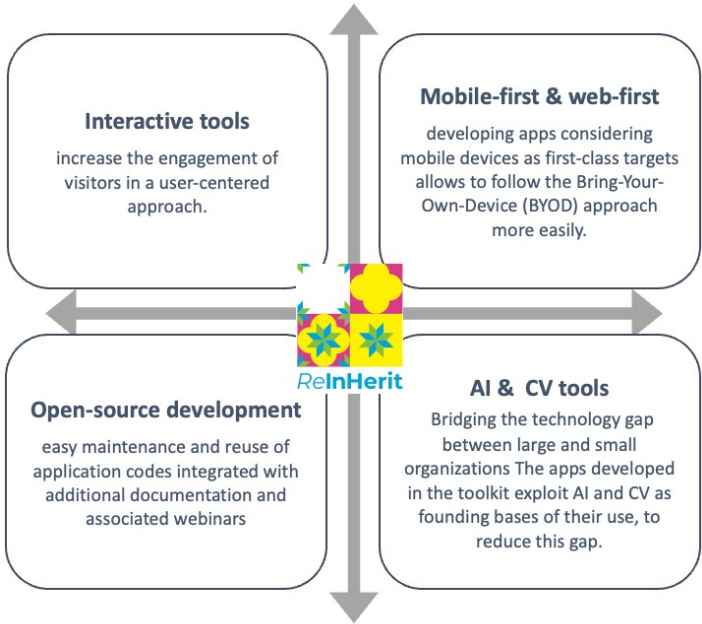 Interactive tools
increase the engagement of
visitors in a user-centered
approach.
Mobile-first & web-first
developing apps considering
mobile devices as first-class targets
allows to follow the Bring-Your-
Own-Device (BYOD) approach
more easily.
ReInHerit
Open-source development
easy maintenance and reuse of
application codes integrated with
additional documentation and
associated webinars
AI & CV tools
Bridging the technology gap
between large and small
organizations The apps developed
in the toolkit exploit AI and CV as
founding bases of their use, to
reduce this gap.